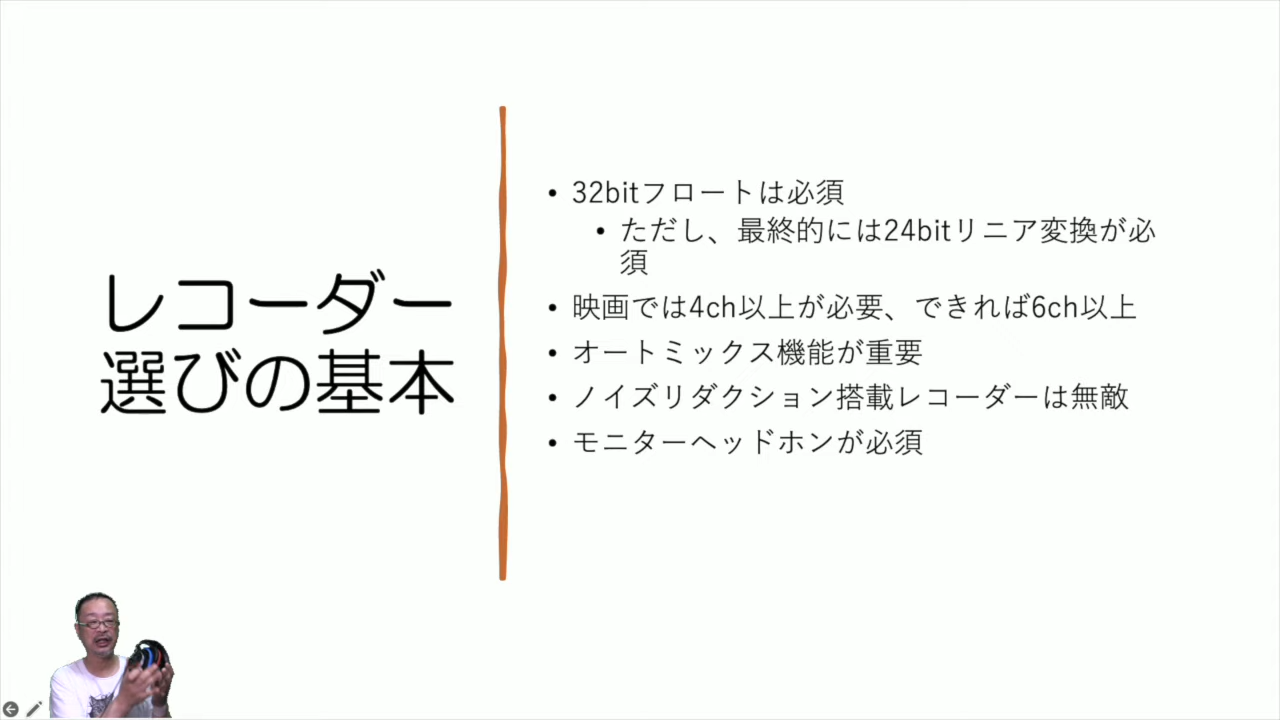 レコーダー
選びの基本
• 32bitフロートは必須
• ただし、最終的には24bitリニア変換が必
須
• 映画では4ch以上が必要、できれば6ch以上
• オートミックス機能が重要
• ノイズリダクション搭載レコーダーは無敵
• モニターヘッドホンが必須